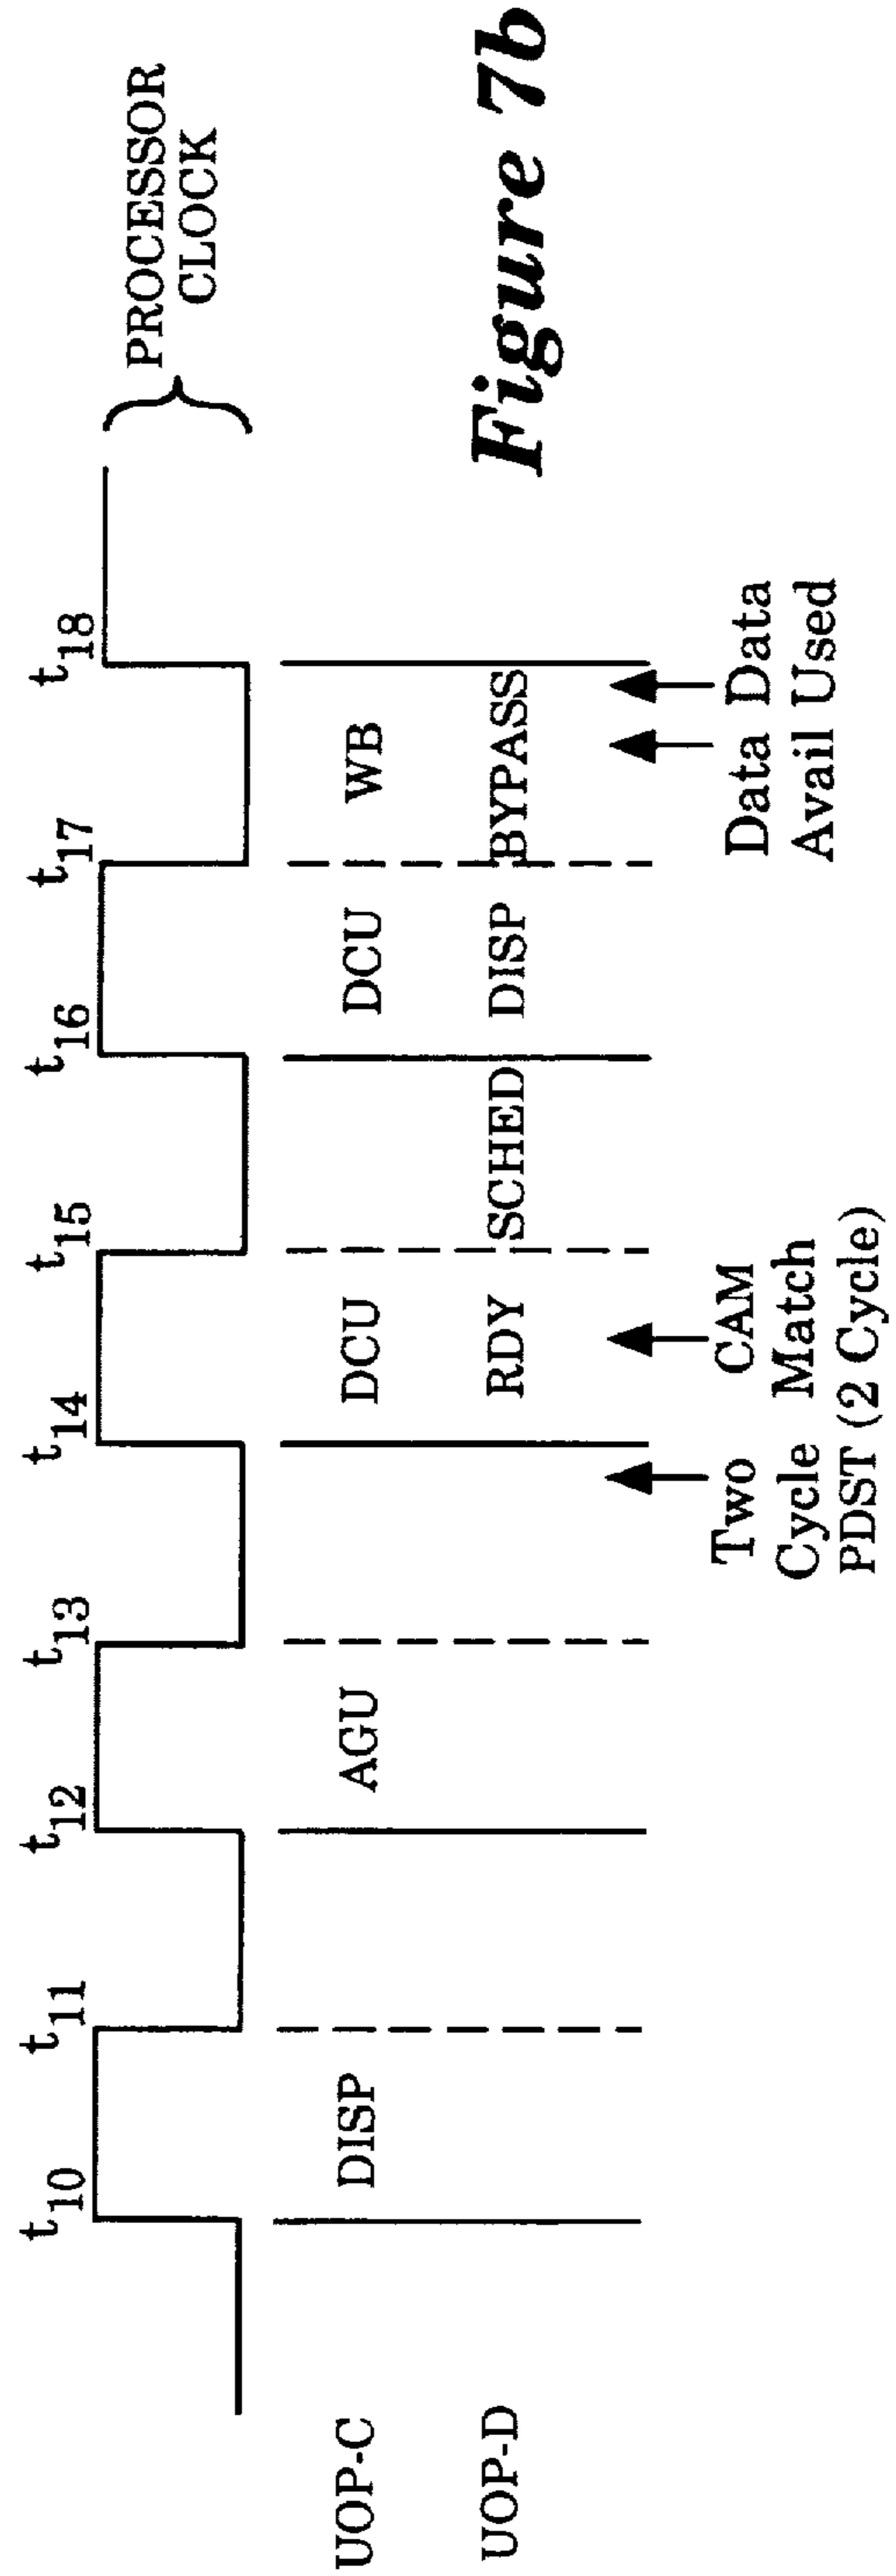 t10 t11 t12 t13 t14 t15 t16 t17 t18
PROCESSOR
CLOCK
UOP-C DISP AGU DCU DCU WB
UOP-D RDY SCHED DISP BYPASS
Two CAM Data Data
Cycle Match Avail Used
PDST (2 Cycle)
Figure 7b